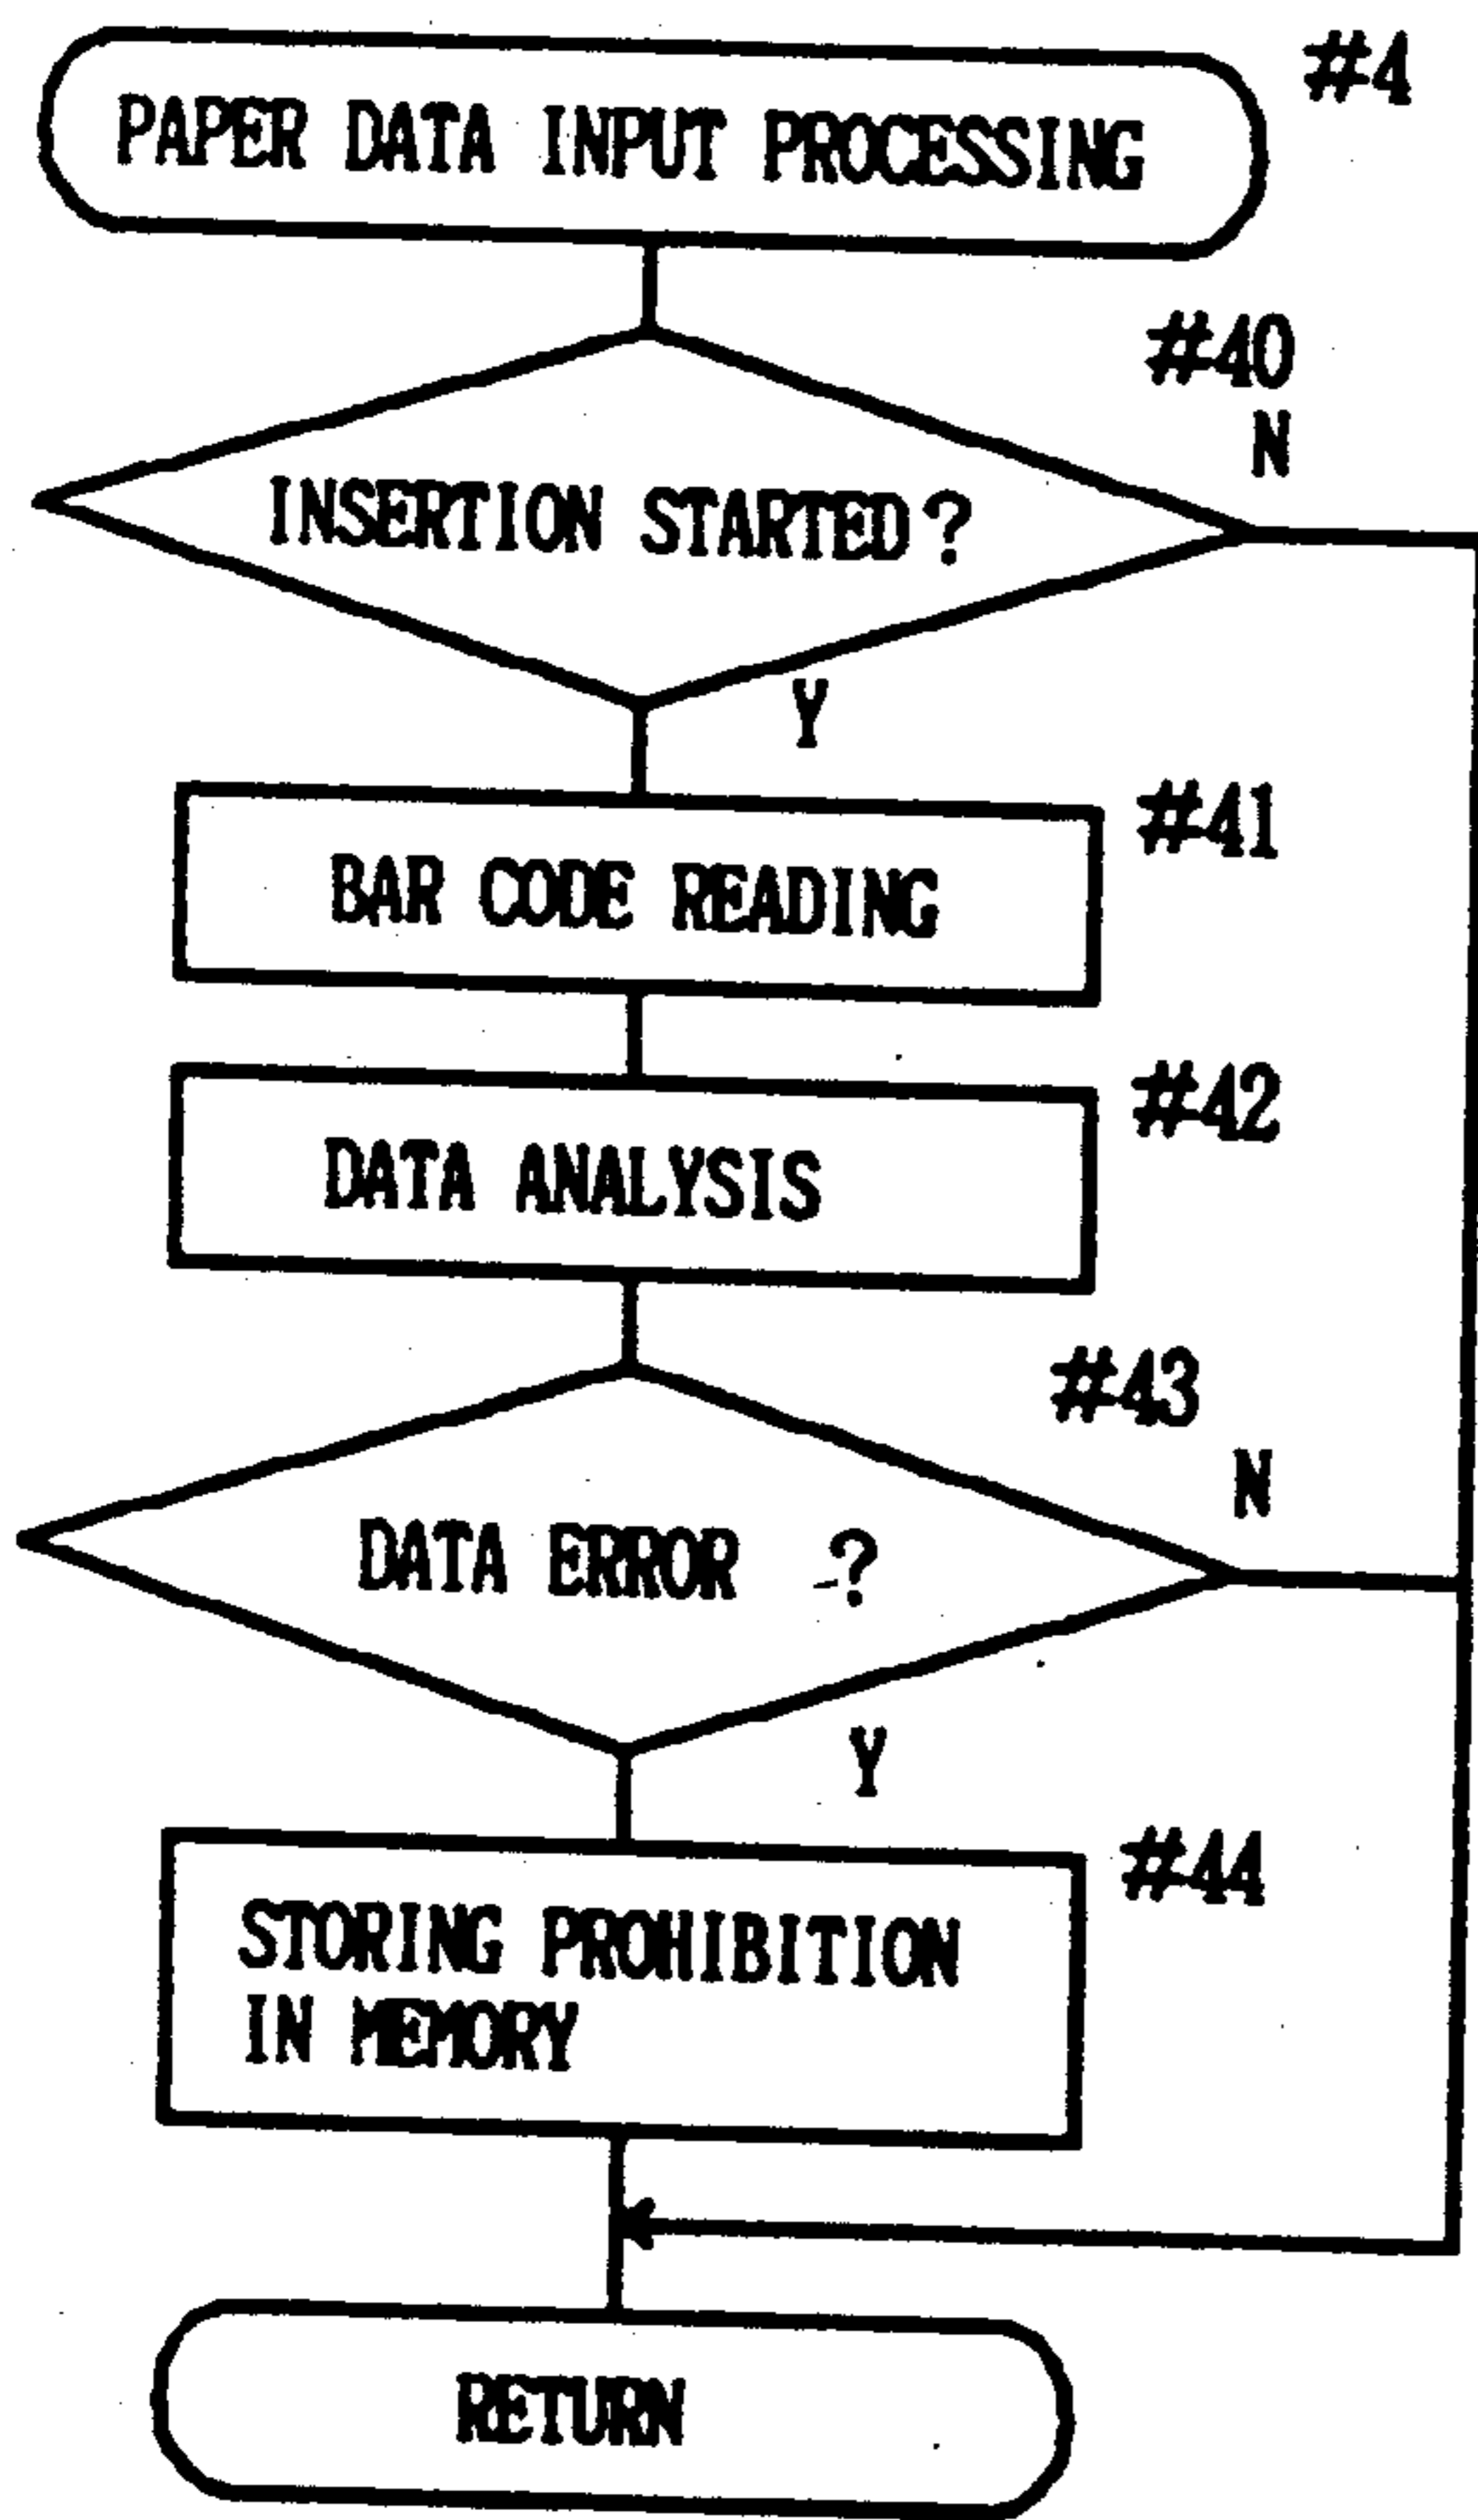 #4
PAPER DATA INPUT PROCESSING
#40
N
INSERTION STARTED?
Y
#41
BAR CODE READING
#42
DATA ANALYSIS
#43
N
DATA ERROR ?
Y
#44
STORING PROHIBITION
IN MEMORY
RETURN